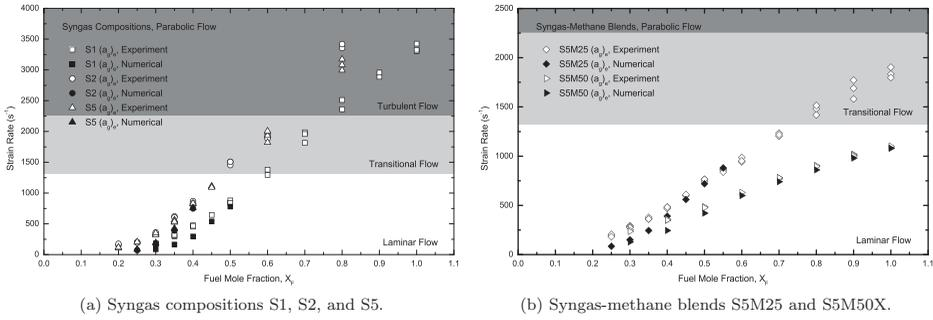 Syngas Compositions, Parabolic Flow
S1 (a_g)_e, Experiment
S1 (a_g)_e, Numerical
S2 (a_g)_e, Experiment
S2 (a_g)_e, Numerical
S5 (a_g)_e, Experiment
S5 (a_g)_e, Numerical
Turbulent Flow
Transitional Flow
Laminar Flow
Strain Rate (s⁻¹)
4000
3500
3000
2500
2000
1500
1000
500
0
0.0 0.1 0.2 0.3 0.4 0.5 0.6 0.7 0.8 0.9 1.0 1.1
Fuel Mole Fraction, X_F
(a) Syngas compositions S1, S2, and S5.
Syngas-Methane Blends, Parabolic Flow
S5M25 (a_g)_e, Experiment
S5M25 (a_g)_e, Numerical
S5M50 (a_g)_e, Experiment
S5M50 (a_g)_e, Numerical
Transitional Flow
Laminar Flow
Strain Rate (s⁻¹)
2500
2000
1500
1000
500
0
0.0 0.1 0.2 0.3 0.4 0.5 0.6 0.7 0.8 0.9 1.0 1.1
Fuel Mole Fraction, X_F
(b) Syngas-methane blends S5M25 and S5M50X.